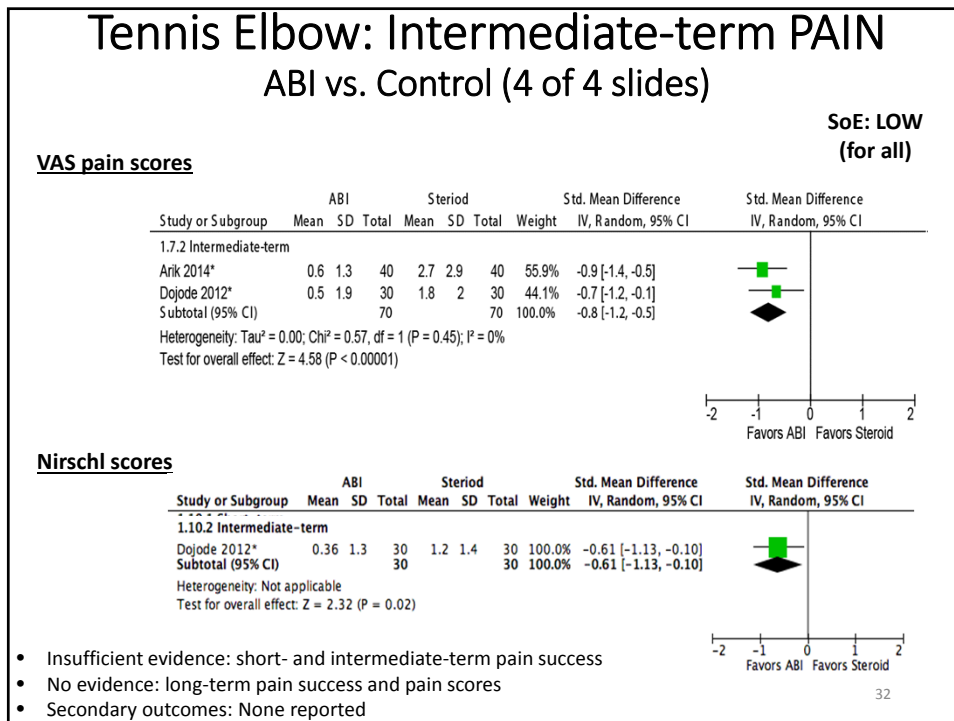 Tennis Elbow: Intermediate-term PAIN
ABI vs. Control (4 of 4 slides)
SoE: LOW
(for all)
VAS pain scores
ABI Steriod Std. Mean Difference Std. Mean Difference
Study or Subgroup Mean SD Total Mean SD Total Weight IV, Random, 95% CI IV, Random, 95% CI
1.7.2 Intermediate-term
Arik 2014* 0.6 1.3 40 2.7 2.9 40 55.9% -0.9 [-1.4, -0.5]
Dojode 2012* 0.5 1.9 30 1.8 2 30 44.1% -0.7 [-1.2, -0.1]
Subtotal (95% CI) 70 70 100.0% -0.8 [-1.2, -0.5]
Heterogeneity: Tau² = 0.00; Chi² = 0.57, df = 1 (P = 0.45); I² = 0%
Test for overall effect: Z = 4.58 (P < 0.00001)
-2 -1 0 1 2
Favors ABI Favors Steroid
Nirschl scores
ABI Steriod Std. Mean Difference Std. Mean Difference
Study or Subgroup Mean SD Total Mean SD Total Weight IV, Random, 95% CI IV, Random, 95% CI
1.10.2 Intermediate-term
Dojode 2012* 0.36 1.3 30 1.2 1.4 30 100.0% -0.61 [-1.13, -0.10]
Subtotal (95% CI) 30 30 100.0% -0.61 [-1.13, -0.10]
Heterogeneity: Not applicable
Test for overall effect: Z = 2.32 (P = 0.02)
-2 -1 0 1 2
Favors ABI Favors Steroid
• Insufficient evidence: short- and intermediate-term pain success
• No evidence: long-term pain success and pain scores
• Secondary outcomes: None reported
32